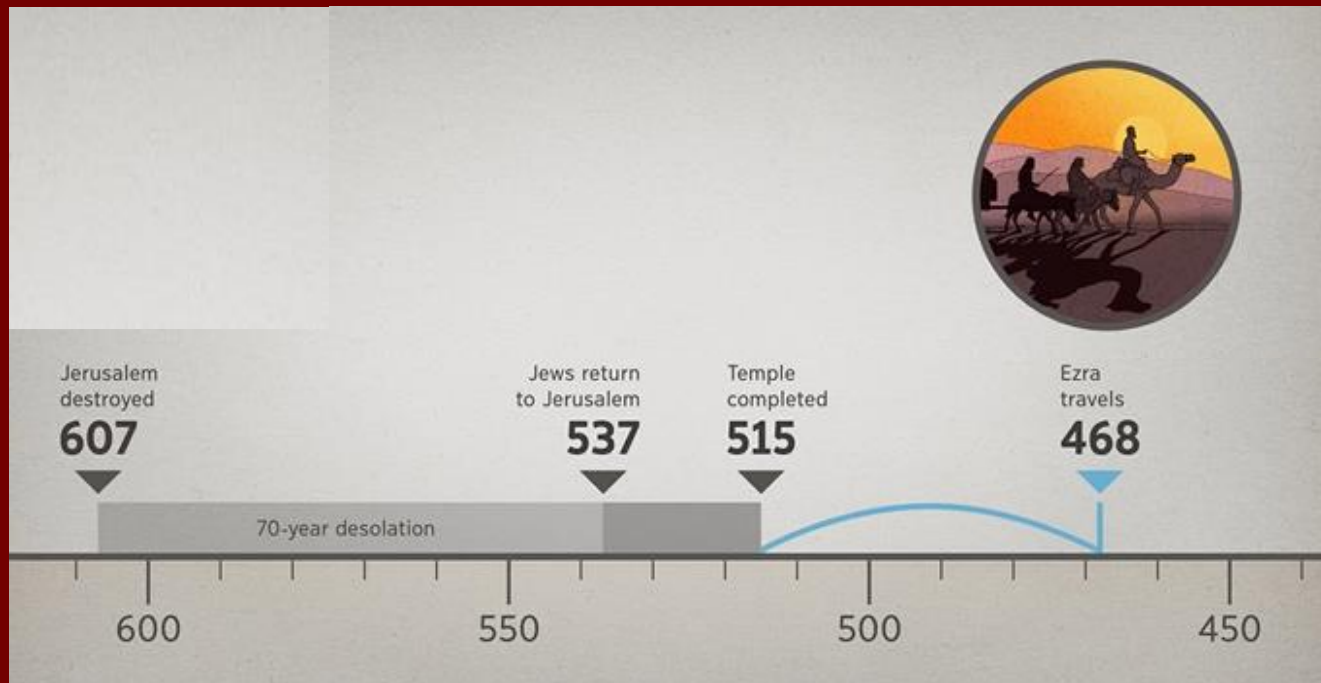 Jerusalem
destroyed
607
Jews return
to Jerusalem
537
Temple
completed
515
Ezra
travels
468
70-year desolation
600
550
500
450